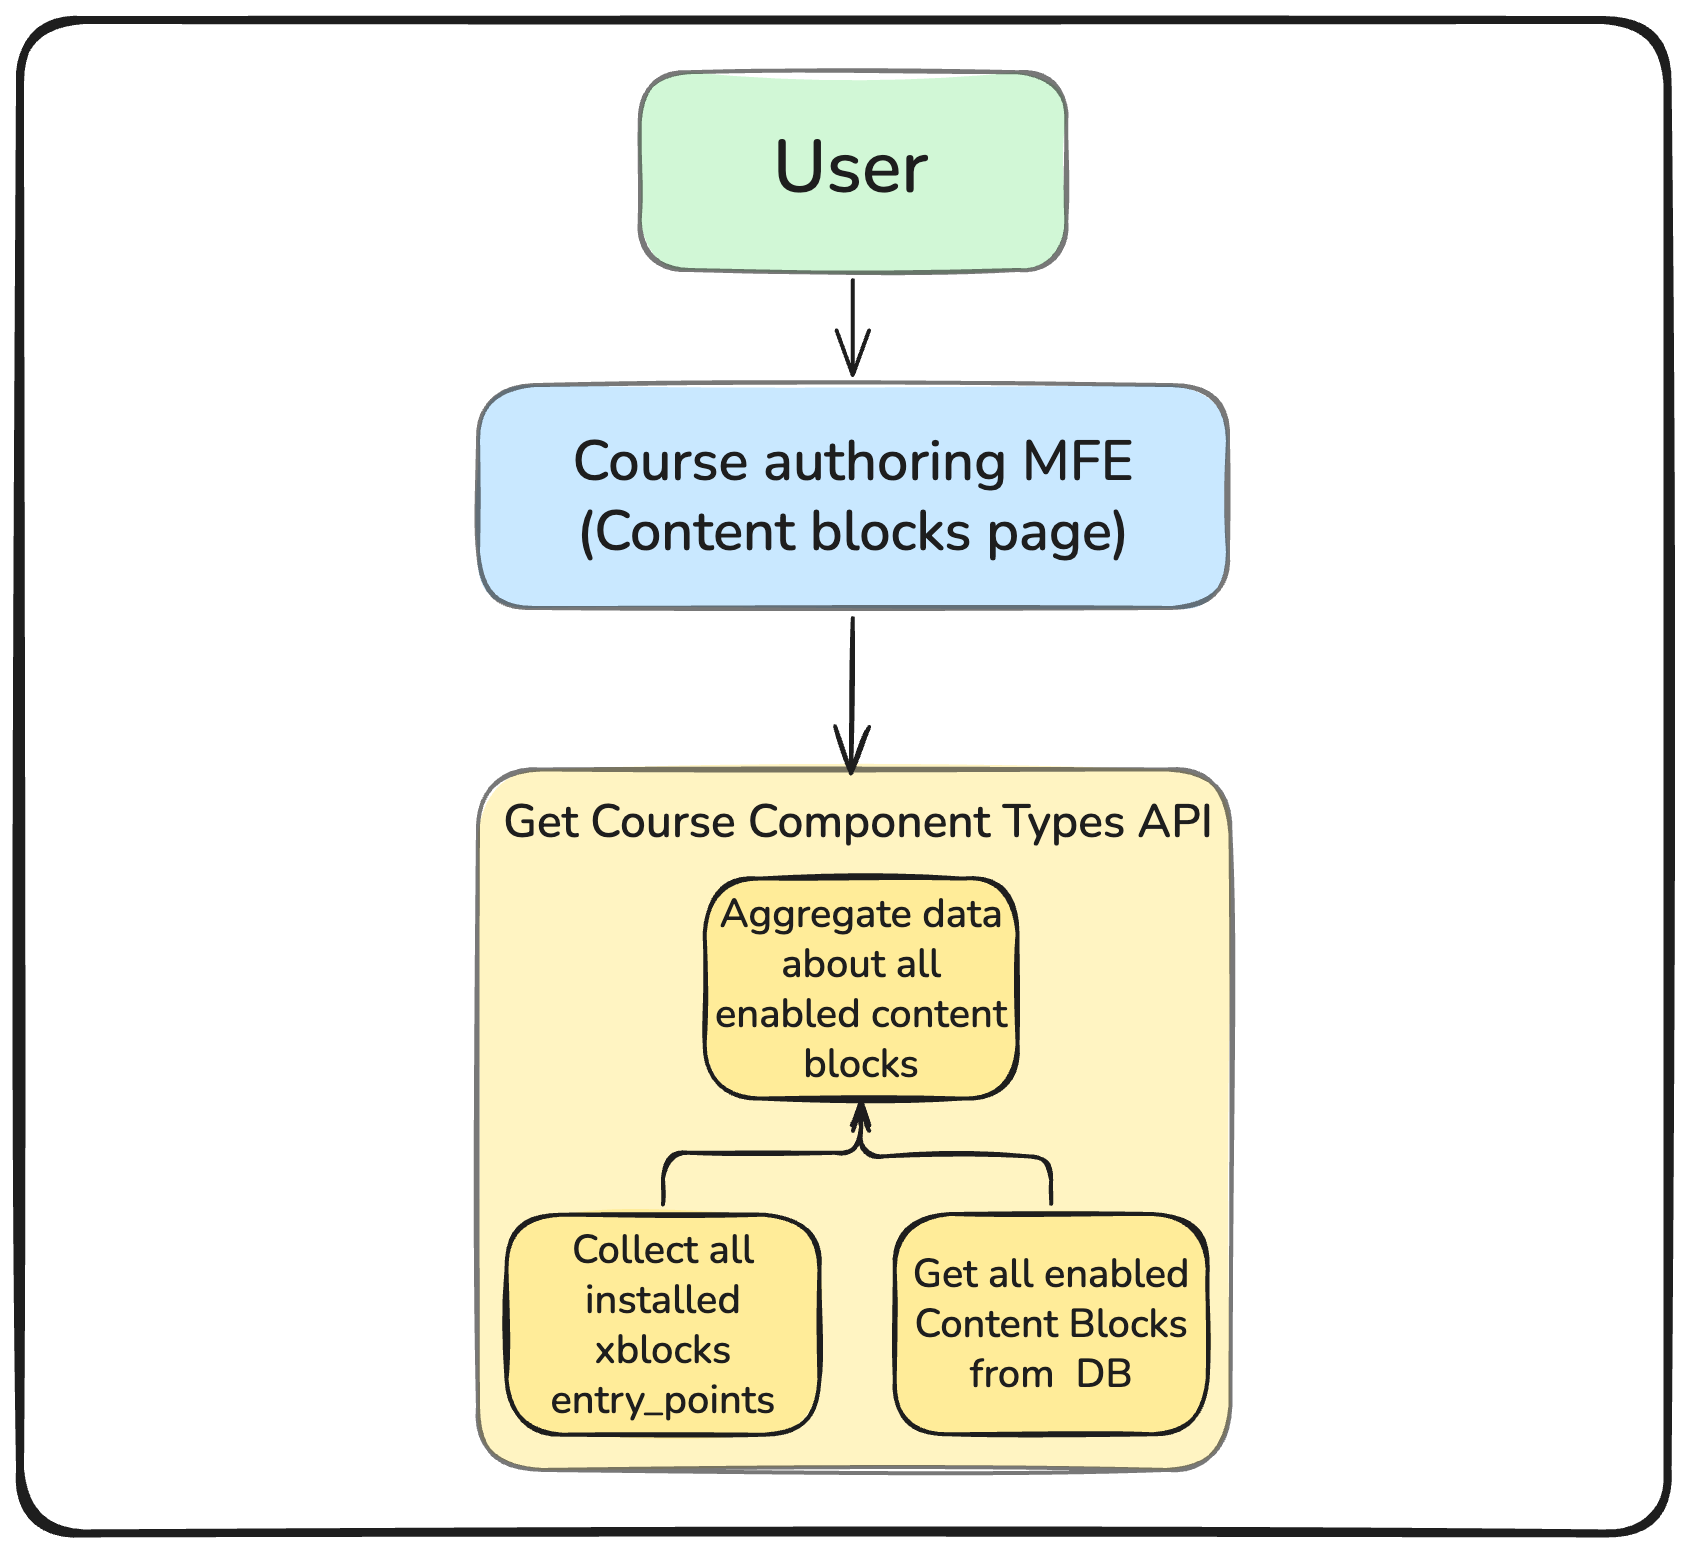 User
Course authoring MFE
(Content blocks page)
Get Course Component Types API
Aggregate data
about all
enabled content
blocks
Collect all
installed
xblocks
entry_points
Get all enabled
Content Blocks
from  DB